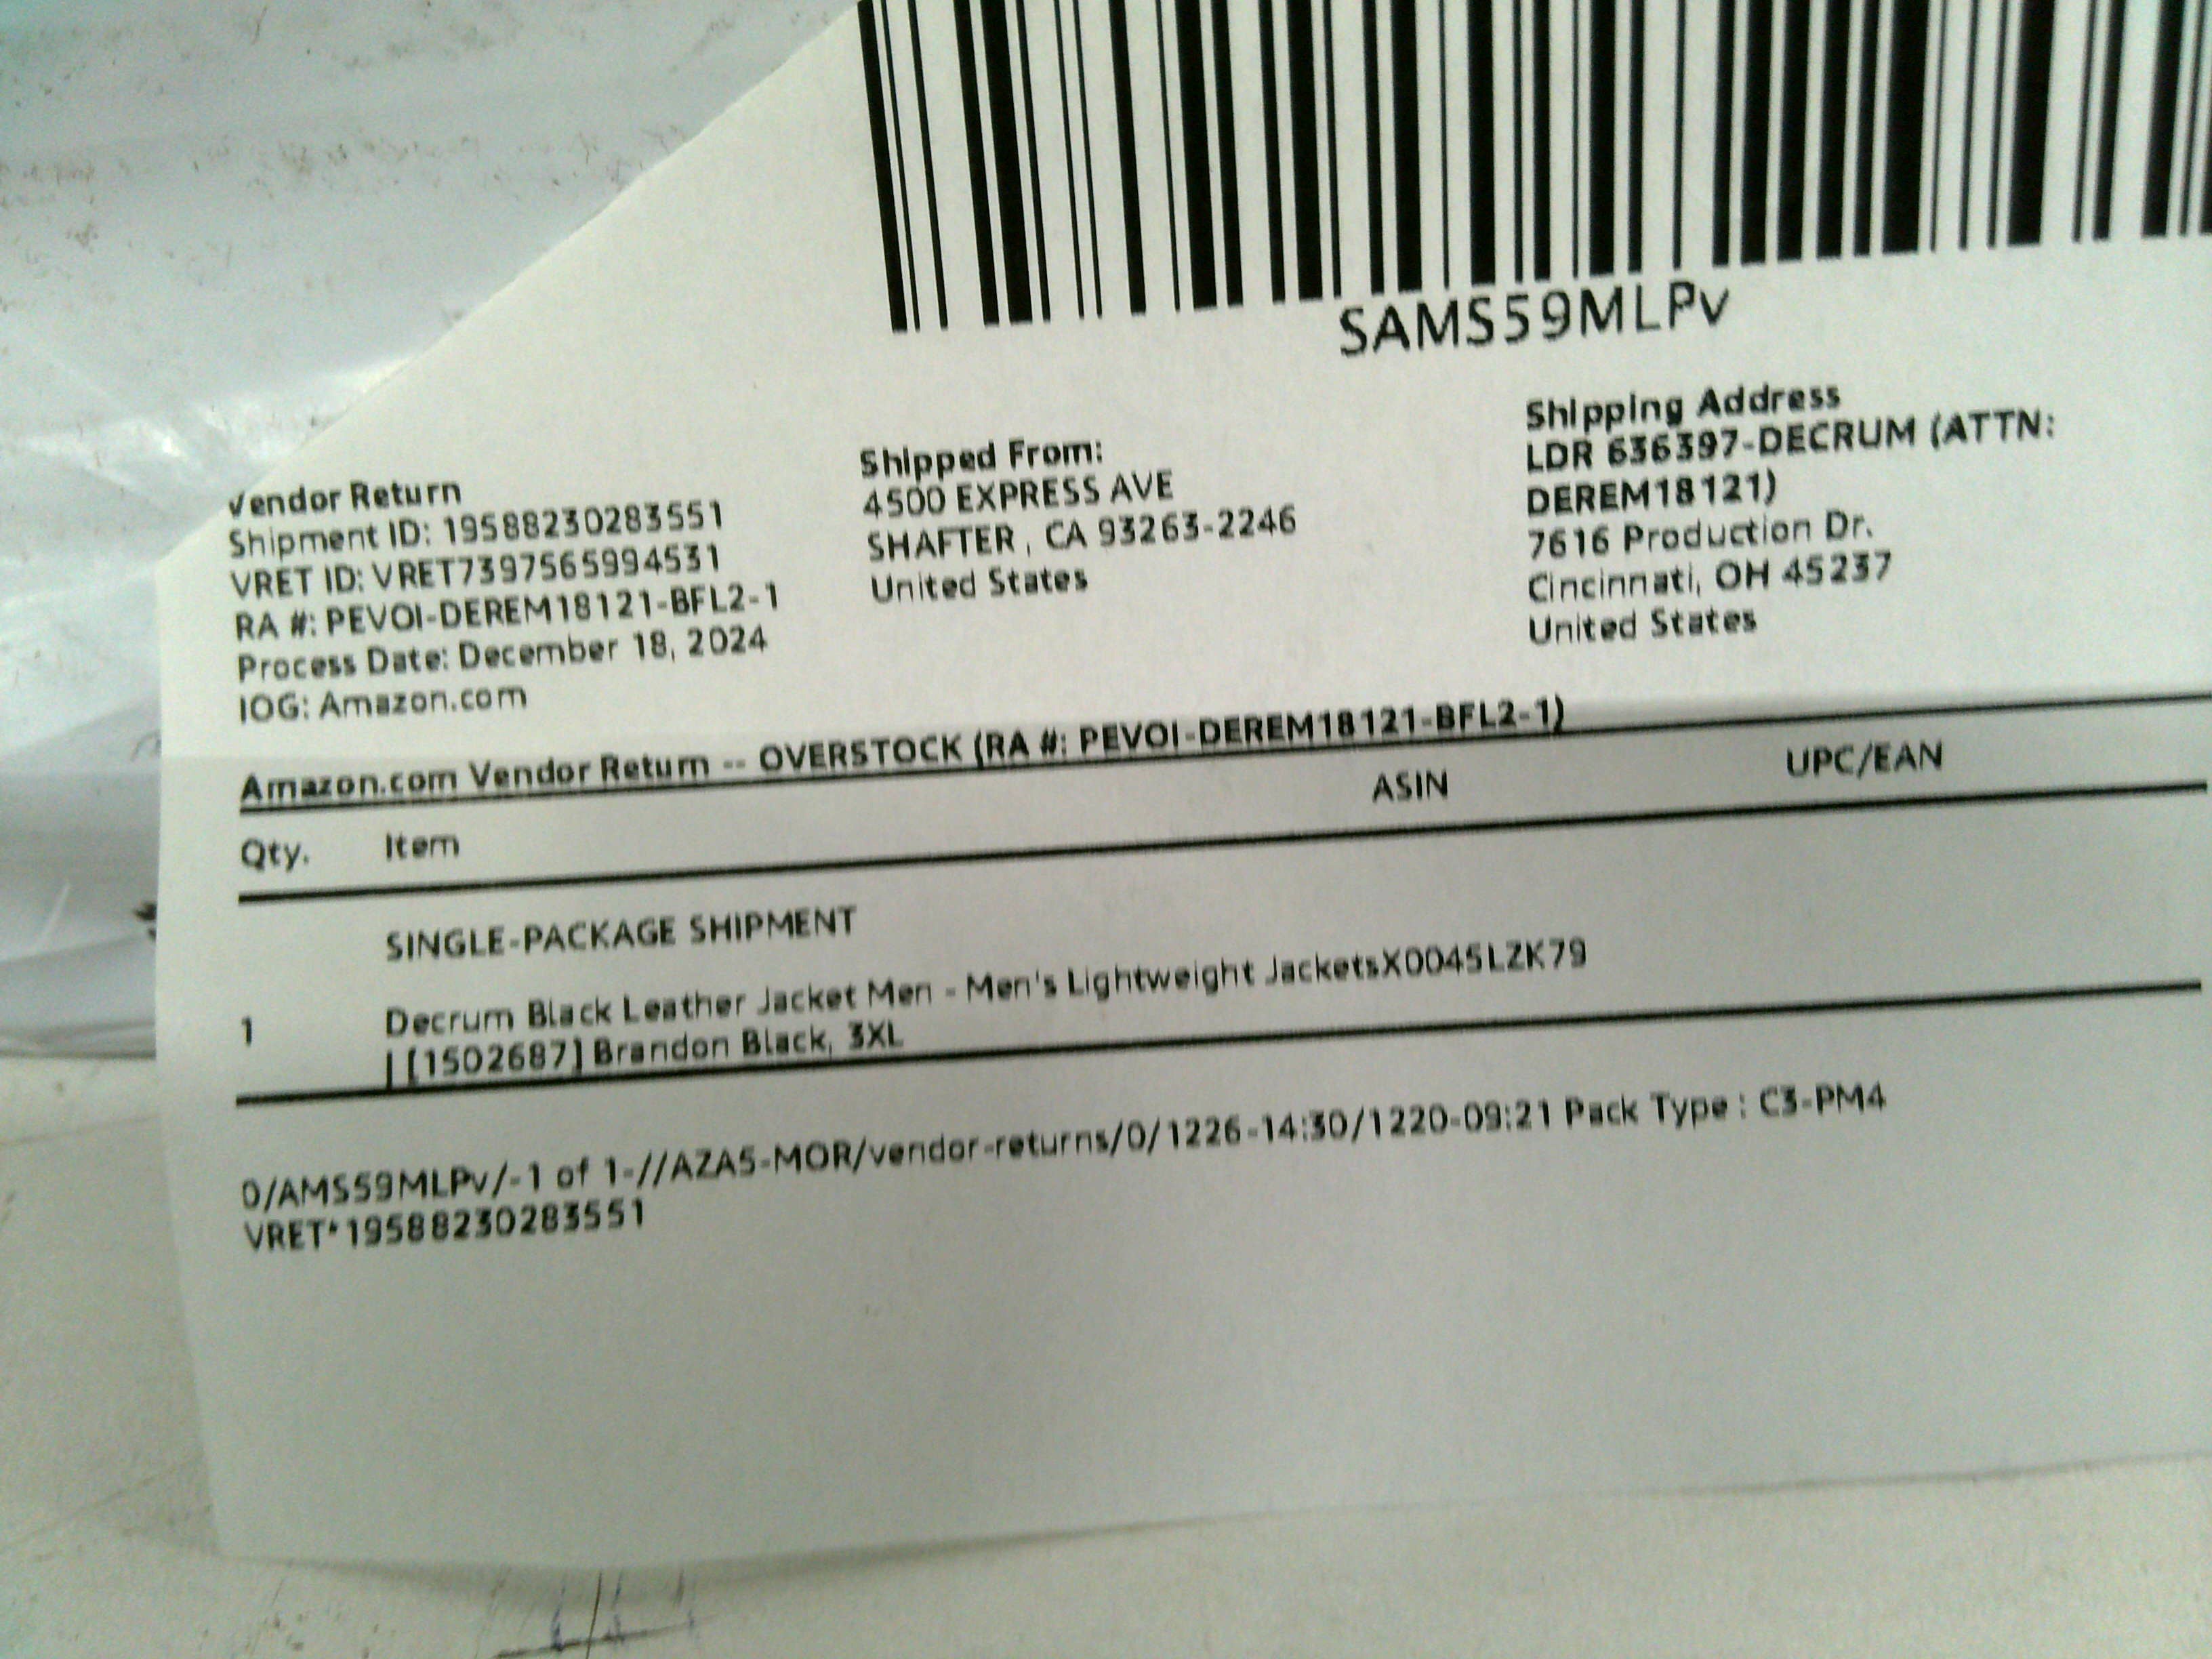 SAMS59MLPv
Vendor Return
Shipment ID: 19588230283551
VRET ID: VRET7397565994531
RA #: PEVOI-DEREM18121-BFL2-1
Process Date: December 18, 2024
IOG: Amazon.com
Shipped From:
4500 EXPRESS AVE
SHAFTER , CA 93263-2246
United States
Shipping Address
LDR 636397-DECRUM (ATTN:
DEREM18121)
7616 Production Dr.
Cincinnati, OH 45237
United States
Amazon.com Vendor Return -- OVERSTOCK (RA #: PEVOI-DEREM18121-BFL2-1)
Qty. Item ASIN UPC/EAN
SINGLE-PACKAGE SHIPMENT
1 Decrum Black Leather Jacket Men - Men's Lightweight JacketsX0045LZK79
| [1502687] Brandon Black, 3XL
0/AMS59MLPv/-1 of 1-//AZA5-MOR/vendor-returns/0/1226-14:30/1220-09:21 Pack Type : C3-PM4
VRET*19588230283551